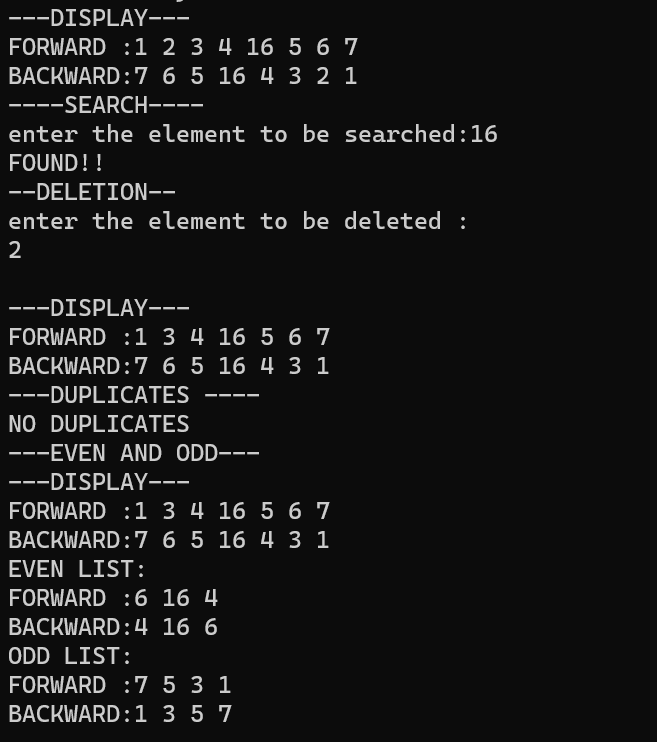 ---DISPLAY---
FORWARD :1 2 3 4 16 5 6 7
BACKWARD:7 6 5 16 4 3 2 1
----SEARCH----
enter the element to be searched:16
FOUND!!
--DELETION--
enter the element to be deleted :
2
---DISPLAY---
FORWARD :1 3 4 16 5 6 7
BACKWARD:7 6 5 16 4 3 1
---DUPLICATES ----
NO DUPLICATES
---EVEN AND ODD---
---DISPLAY---
FORWARD :1 3 4 16 5 6 7
BACKWARD:7 6 5 16 4 3 1
EVEN LIST:
FORWARD :6 16 4
BACKWARD:4 16 6
ODD LIST:
FORWARD :7 5 3 1
BACKWARD:1 3 5 7